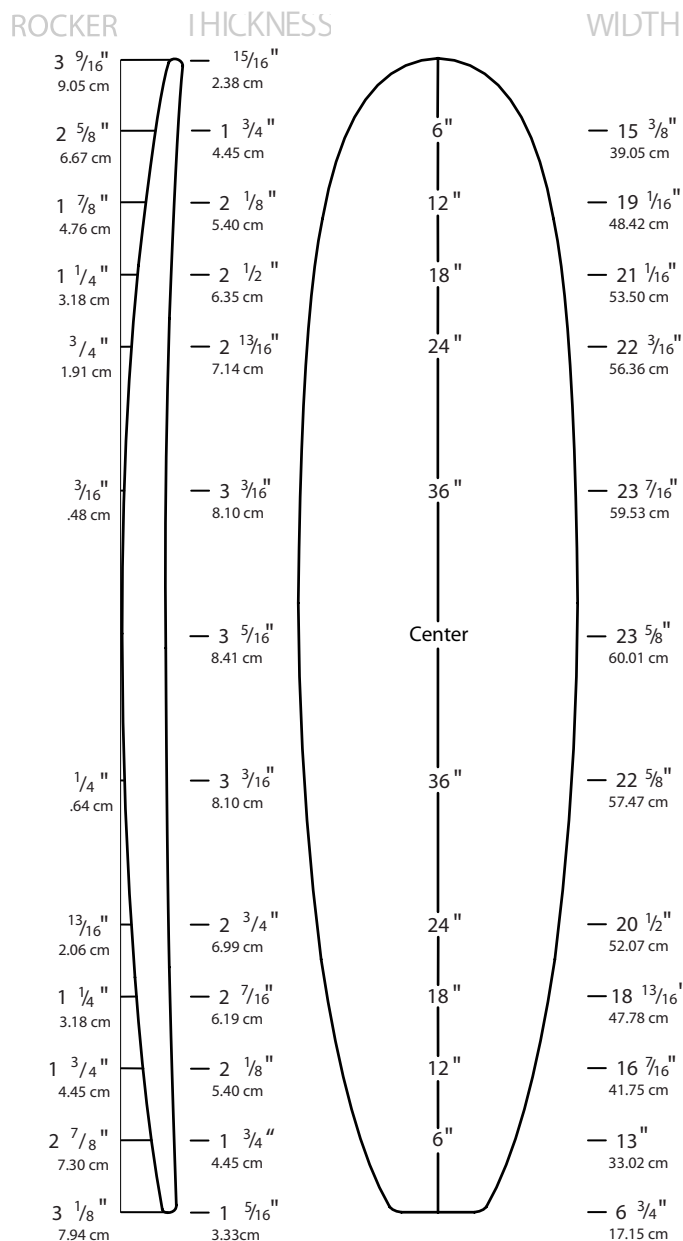 ROCKER THICKNESS WIDTH
3 9/16" 15/16"
9.05 cm 2.38 cm
2 5/8" 1 3/4" 6" 15 3/8"
6.67 cm 4.45 cm 39.05 cm
1 7/8" 2 1/8" 12" 19 1/16"
4.76 cm 5.40 cm 48.42 cm
1 1/4" 2 1/2" 18" 21 1/16"
3.18 cm 6.35 cm 53.50 cm
3/4" 2 13/16" 24" 22 3/16"
1.91 cm 7.14 cm 56.36 cm
3/16" 3 3/16" 36" 23 7/16"
.48 cm 8.10 cm 59.53 cm
3 5/16" Center 23 5/8"
8.41 cm 60.01 cm
1/4" 3 3/16" 36" 22 5/8"
.64 cm 8.10 cm 57.47 cm
13/16" 2 3/4" 24" 20 1/2"
2.06 cm 6.99 cm 52.07 cm
1 1/4" 2 7/16" 18" 18 13/16'
3.18 cm 6.19 cm 47.78 cm
1 3/4" 2 1/8" 12" 16 7/16"
4.45 cm 5.40 cm 41.75 cm
2 7/8" 1 3/4“ 6" 13"
7.30 cm 4.45 cm 33.02 cm
3 1/8" 1 5/16" 6 3/4"
7.94 cm 3.33cm 17.15 cm